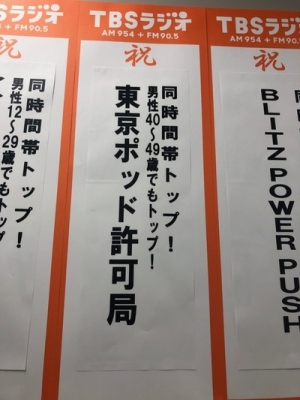 TBSラジオ
AM 954 + FM 90.5
祝
同時間帯トップ!
男性40〜49歳でもトップ!
東京ポッド許可局
TBSラジオ
AM 954 + FM90.5
祝
同時間帯トップ!
男性12〜29歳でもトップ
TBSラジ
AM 954 + FM 90.5
祝
BLITZ POWER PUSH